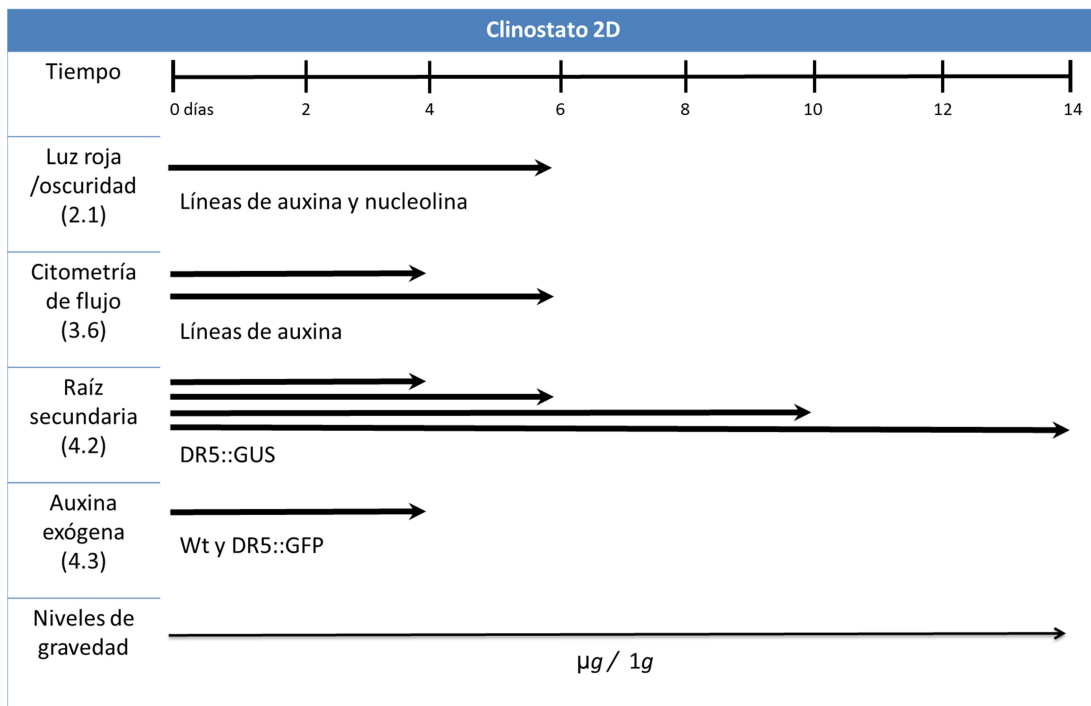 Clinostato 2D
Tiempo
0 días 2 4 6 8 10 12 14
Luz roja
/oscuridad
(2.1)
Líneas de auxina y nucleolina
Citometría
de flujo
(3.6)
Líneas de auxina
Raíz
secundaria
(4.2)
DR5::GUS
Auxina
exógena
(4.3)
Wt y DR5::GFP
Niveles de
gravedad
µg / 1g